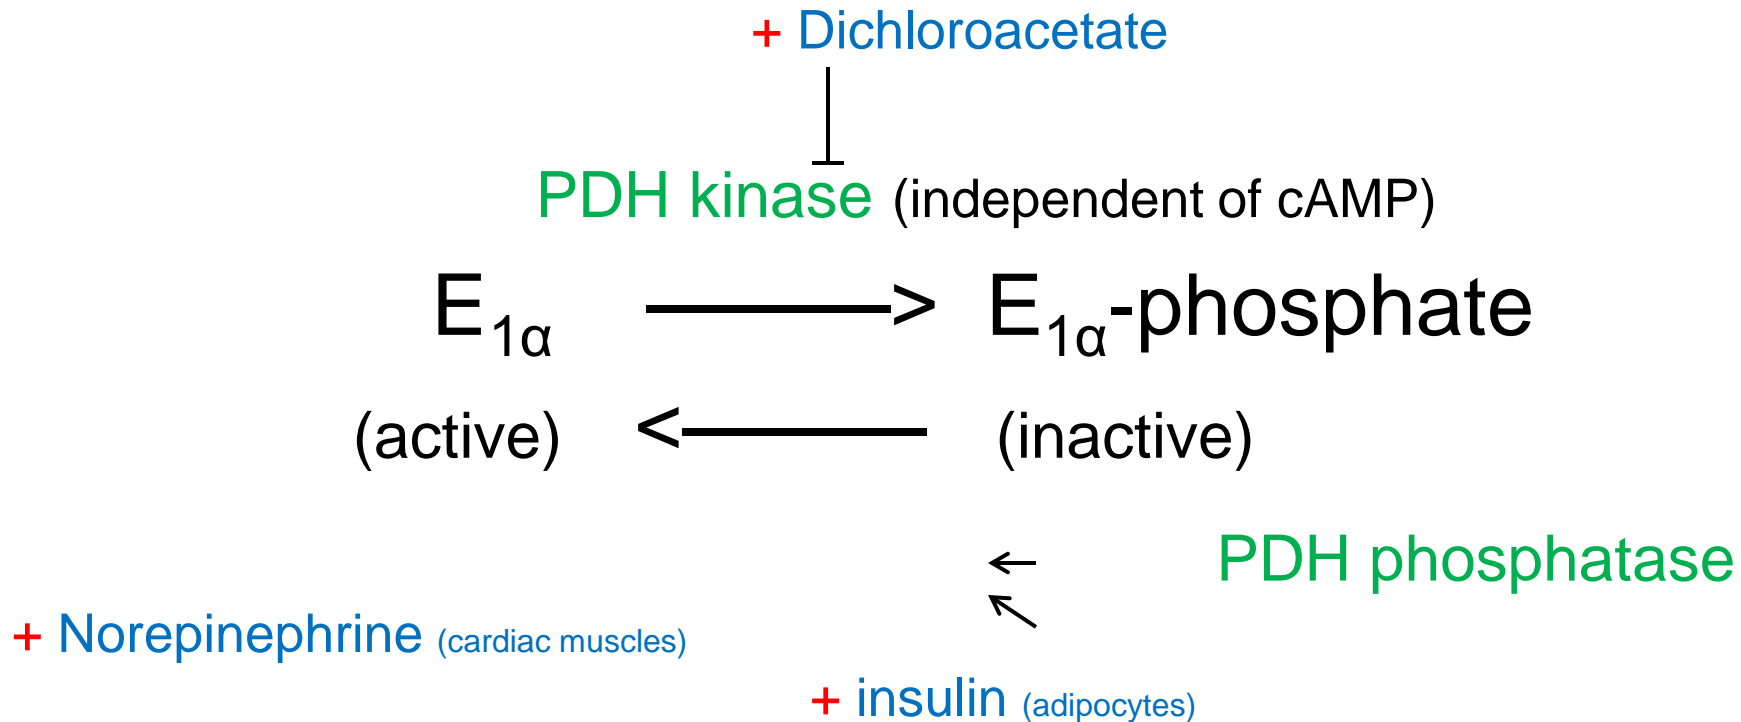 + Dichloroacetate
PDH kinase (independent of cAMP)
E1α ——> E1α-phosphate
(active) <—— (inactive)
PDH phosphatase
+ Norepinephrine (cardiac muscles)
+ insulin (adipocytes)